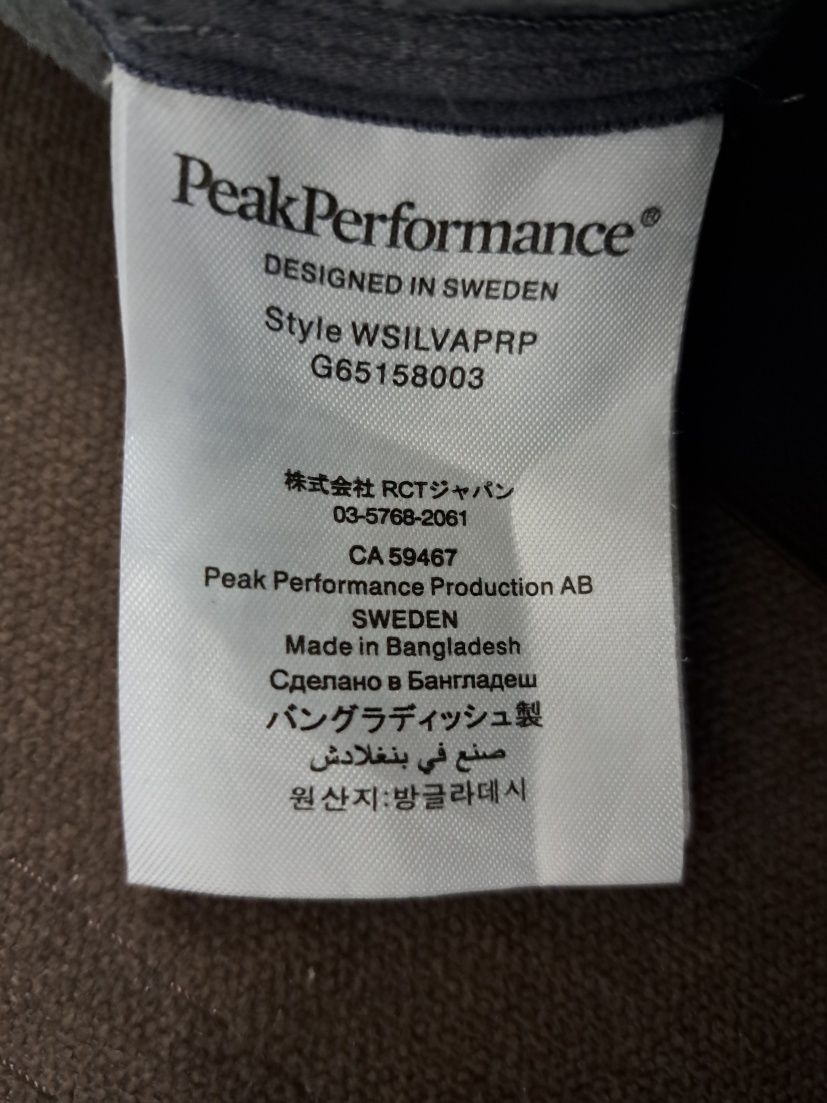 PeakPerformance®
DESIGNED IN SWEDEN
Style WSILVAPRP
G65158003
株式会社 RCTジャパン
03-5768-2061
CA 59467
Peak Performance Production AB
SWEDEN
Made in Bangladesh
Сделано в Бангладеш
バングラディッシュ製
صنع في بنغلادش
원산지:방글라데시